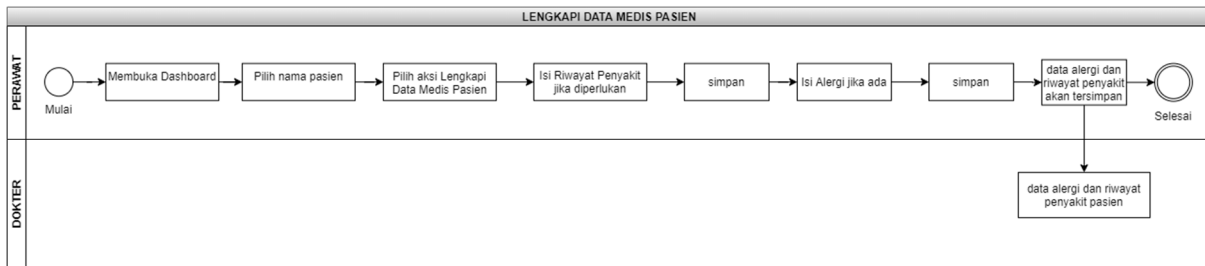 LENGKAPI DATA MEDIS PASIEN
PERAWAT
Mulai
Membuka Dashboard
Pilih nama pasien
Pilih aksi Lengkapi
Data Medis Pasien
Isi Riwayat Penyakit
jika diperlukan
simpan
Isi Alergi jika ada
simpan
data alergi dan
riwayat penyakit
akan tersimpan
Selesai
DOKTER
data alergi dan riwayat
penyakit pasien